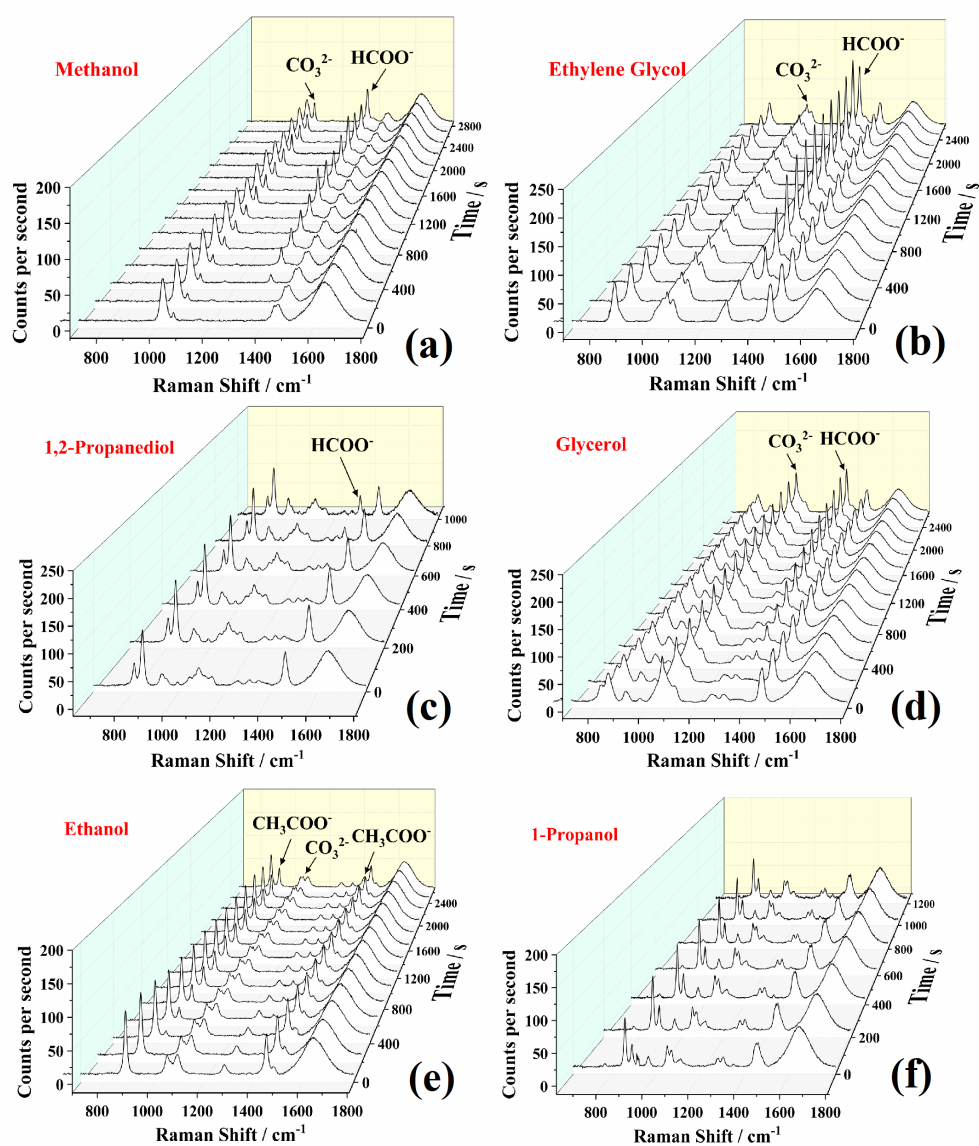 Methanol
CO₃²⁻
HCOO⁻
200
150
100
50
0
Counts per second
800 1000 1200 1400 1600 1800
Raman Shift / cm⁻¹
0
400
800
1200
1600
2000
2400
2800
Time / s
(a)
Ethylene Glycol
CO₃²⁻
HCOO⁻
250
200
150
100
50
0
Counts per second
800 1000 1200 1400 1600 1800
Raman Shift / cm⁻¹
0
400
800
1200
1600
2000
2400
Time / s
(b)
1,2-Propanediol
HCOO⁻
250
200
150
100
50
0
Counts per second
800 1000 1200 1400 1600 1800
Raman Shift / cm⁻¹
0
200
400
600
800
1000
Time / s
(c)
Glycerol
CO₃²⁻
HCOO⁻
250
200
150
100
50
0
Counts per second
800 1000 1200 1400 1600 1800
Raman Shift / cm⁻¹
0
400
800
1200
1600
2000
2400
Time / s
(d)
Ethanol
CH₃COO⁻
CO₃²⁻
CH₃COO⁻
200
150
100
50
0
Counts per second
800 1000 1200 1400 1600 1800
Raman Shift / cm⁻¹
0
400
800
1200
1600
2000
2400
Time / s
(e)
1-Propanol
200
150
100
50
0
Counts per second
800 1000 1200 1400 1600 1800
Raman Shift / cm⁻¹
0
200
400
600
800
1000
1200
Time / s
(f)